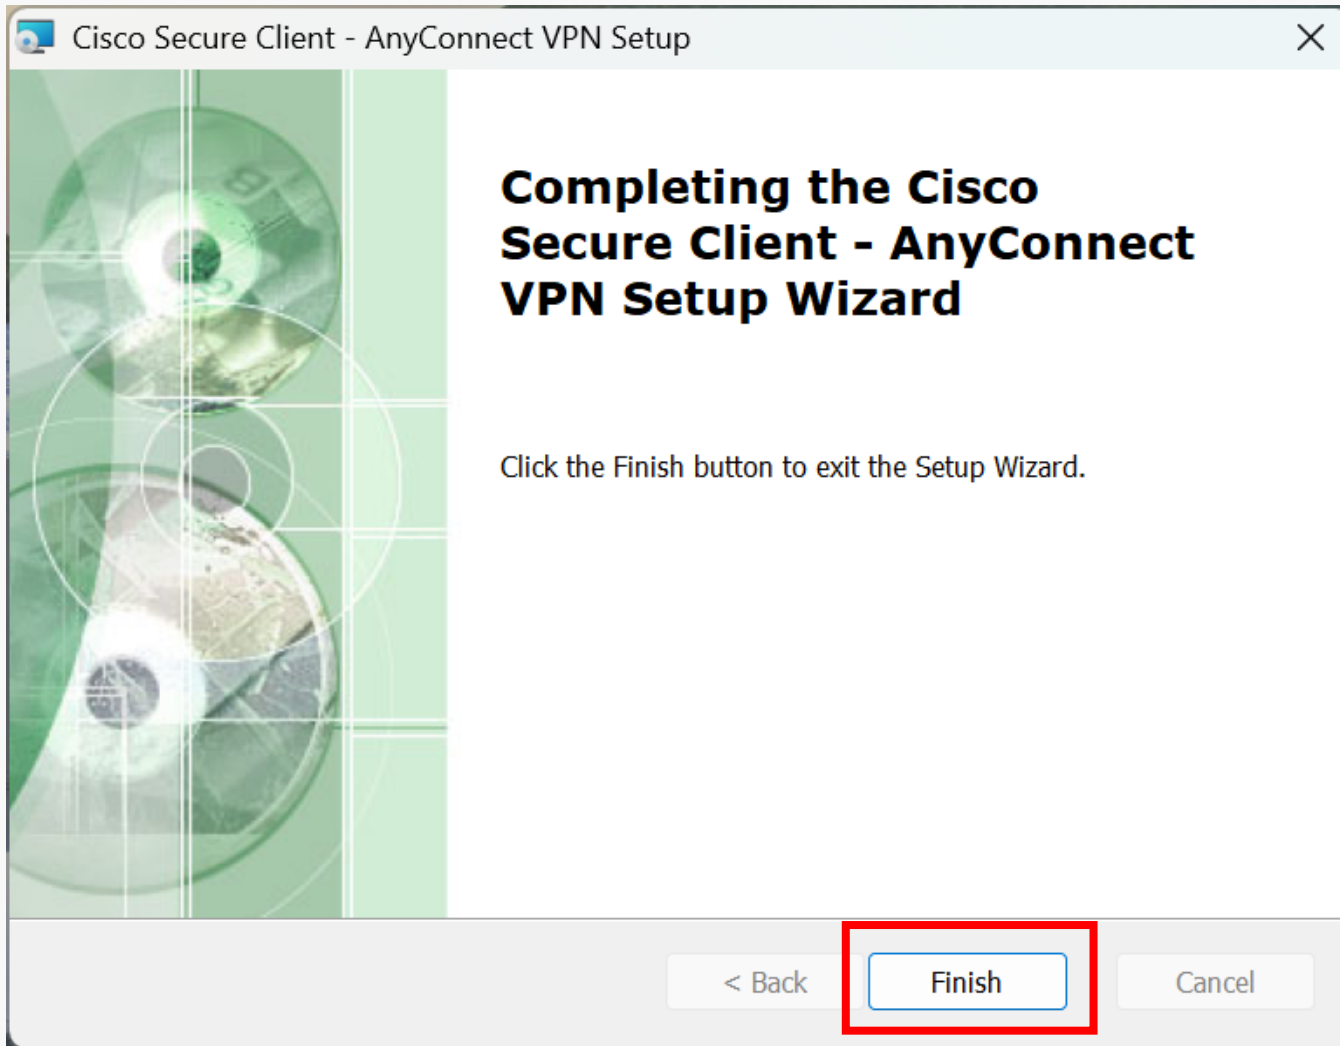 Cisco Secure Client - AnyConnect VPN Setup
Completing the Cisco
Secure Client - AnyConnect
VPN Setup Wizard
Click the Finish button to exit the Setup Wizard.
< Back
Finish
Cancel